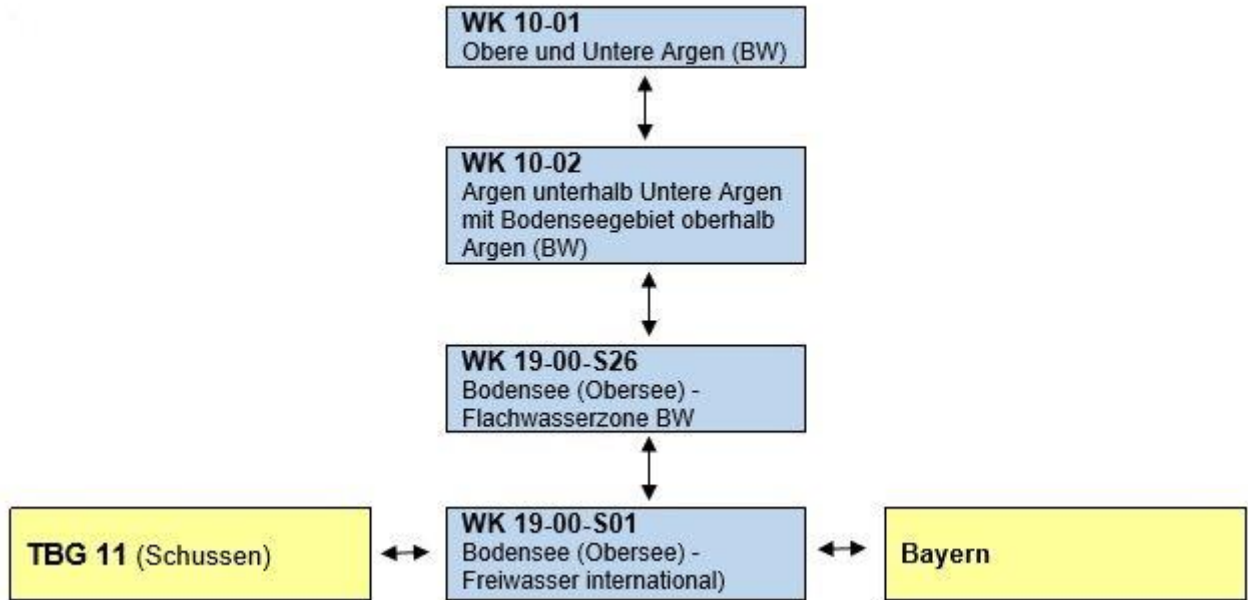 WK 10-01
Obere und Untere Argen (BW)
WK 10-02
Argen unterhalb Untere Argen
mit Bodenseegebiet oberhalb
Argen (BW)
WK 19-00-S26
Bodensee (Obersee) -
Flachwasserzone BW
TBG 11 (Schussen)
WK 19-00-S01
Bodensee (Obersee) -
Freiwasser international)
Bayern